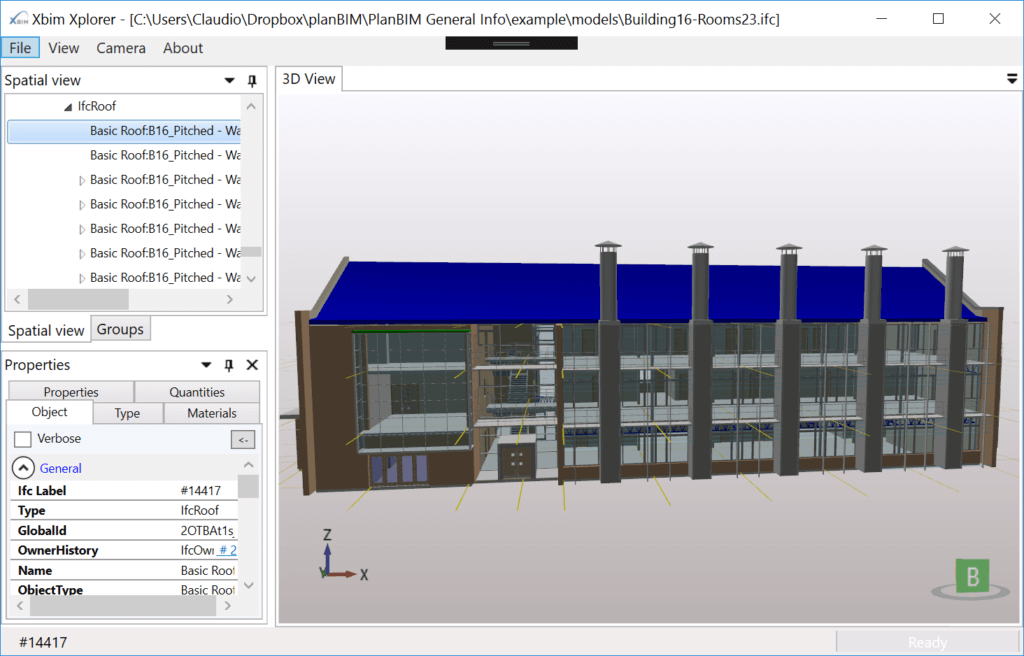 Xbim Xplorer - [C:\Users\Claudio\Dropbox\planBIM\PlanBIM General Info\example\models\Building16-Rooms23.ifc]
File View Camera About
Spatial view
3D View
IfcRoof
Basic Roof:B16_Pitched - Wa
Basic Roof:B16_Pitched - Wa
Basic Roof:B16_Pitched - Wa
Basic Roof:B16_Pitched - Wa
Basic Roof:B16_Pitched - Wa
Basic Roof:B16_Pitched - Wa
Basic Roof:B16_Pitched - Wa
Spatial view Groups
Properties
Properties Quantities
Object Type Materials
Verbose <-
General
Ifc Label #14417
Type IfcRoof
GlobalId 2OTBAt1s_
OwnerHistory IfcOwr # 2
Name Basic Roof
ObjectType Basic Roof
Z
Y X
B
#14417 Ready